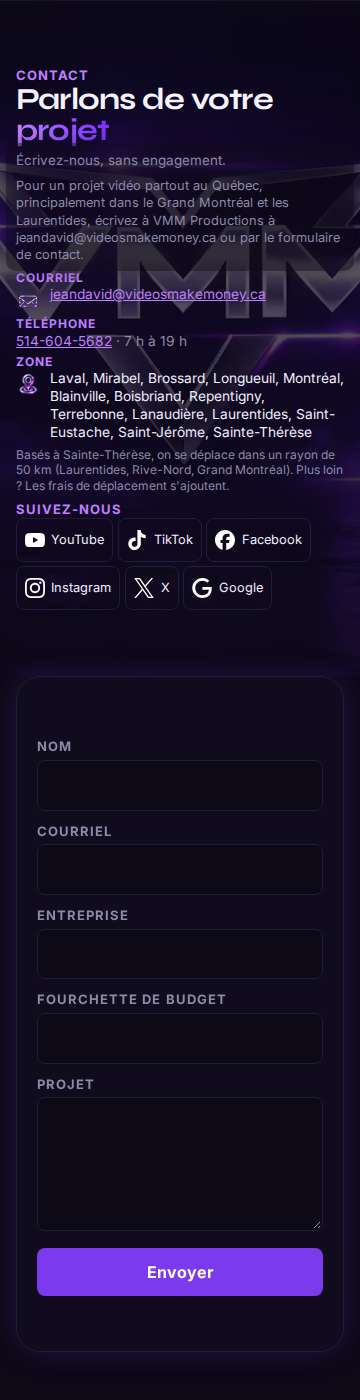 CONTACT
Parlons de votre
projet
Écrivez-nous, sans engagement.
Pour un projet vidéo partout au Québec,
principalement dans le Grand Montréal et les
Laurentides, écrivez à VMM Productions à
jeandavid@videosmakemoney.ca ou par le formulaire
de contact.
COURRIEL
jeandavid@videosmakemoney.ca
TÉLÉPHONE
514-604-5682 · 7 h à 19 h
ZONE
Laval, Mirabel, Brossard, Longueuil, Montréal,
Blainville, Boisbriand, Repentigny,
Terrebonne, Lanaudière, Laurentides, Saint-
Eustache, Saint-Jérôme, Sainte-Thérèse
Basés à Sainte-Thérèse, on se déplace dans un rayon de
50 km (Laurentides, Rive-Nord, Grand Montréal). Plus loin
? Les frais de déplacement s'ajoutent.
SUIVEZ-NOUS
YouTube TikTok Facebook
Instagram X Google
NOM
COURRIEL
ENTREPRISE
FOURCHETTE DE BUDGET
PROJET
Envoyer
VMM